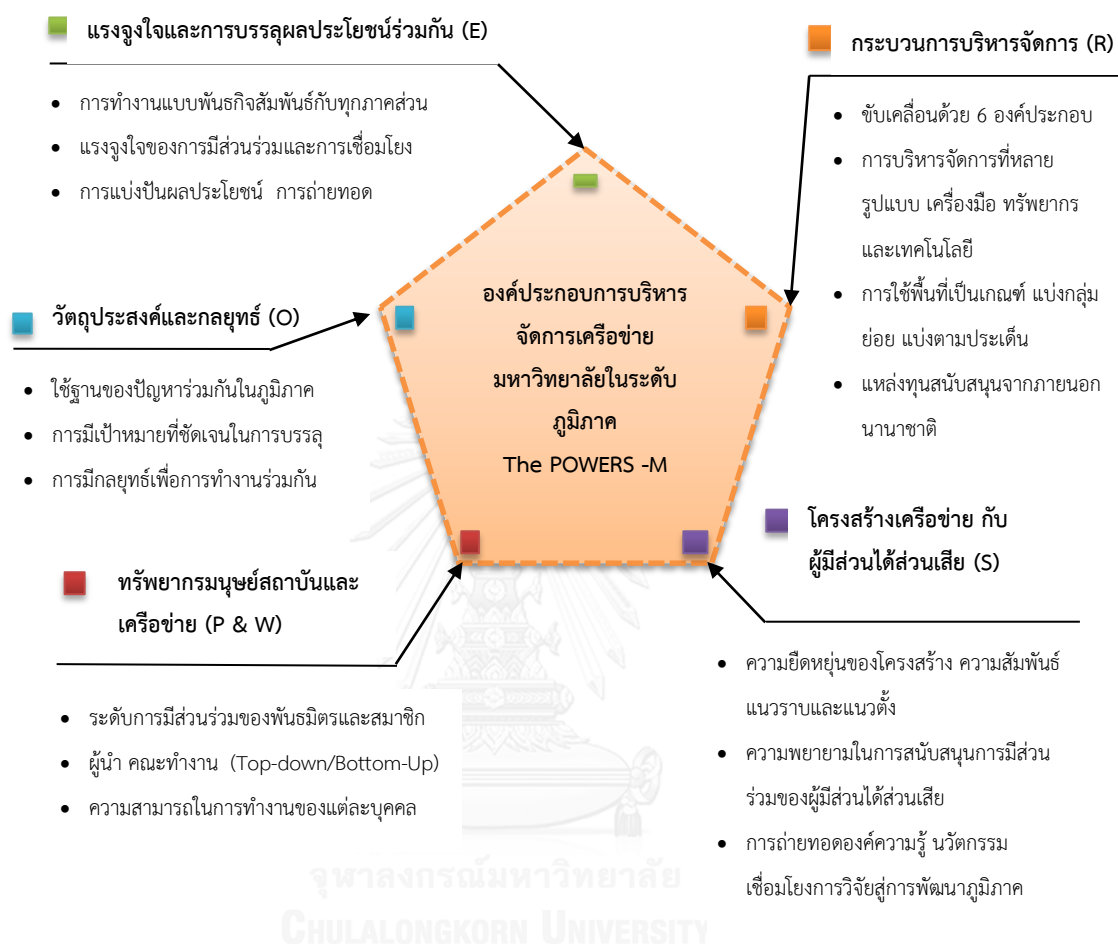 แรงจูงใจและการบรรลุผลประโยชน์ร่วมกัน (E)
• การทำงานแบบพันธกิจสัมพันธ์กับทุกภาคส่วน
• แรงจูงใจของการมีส่วนร่วมและการเชื่อมโยง
• การแบ่งปันผลประโยชน์ การถ่ายทอด
กระบวนการบริหารจัดการ (R)
• ขับเคลื่อนด้วย 6 องค์ประกอบ
• การบริหารจัดการที่หลาย
รูปแบบ เครื่องมือ ทรัพยากร
และเทคโนโลยี
• การใช้พื้นที่เป็นเกณฑ์ แบ่งกลุ่ม
ย่อย แบ่งตามประเด็น
• แหล่งทุนสนับสนุนจากภายนอก
นานาชาติ
องค์ประกอบการบริหาร
จัดการเครือข่าย
มหาวิทยาลัยในระดับ
ภูมิภาค
The POWERS -M
วัตถุประสงค์และกลยุทธ์ (O)
• ใช้ฐานของปัญหาร่วมกันในภูมิภาค
• การมีเป้าหมายที่ชัดเจนในการบรรลุ
• การมีกลยุทธ์เพื่อการทำงานร่วมกัน
โครงสร้างเครือข่าย กับ
ผู้มีส่วนได้ส่วนเสีย (S)
• ความยืดหยุ่นของโครงสร้าง ความสัมพันธ์
แนวราบและแนวตั้ง
• ความพยายามในการสนับสนุนการมีส่วน
ร่วมของผู้มีส่วนได้ส่วนเสีย
• การถ่ายทอดองค์ความรู้ นวัตกรรม
เชื่อมโยงการวิจัยสู่การพัฒนาภูมิภาค
ทรัพยากรมนุษย์สถาบันและ
เครือข่าย (P & W)
• ระดับการมีส่วนร่วมของพันธมิตรและสมาชิก
• ผู้นำ คณะทำงาน (Top-down/Bottom-Up)
• ความสามารถในการทำงานของแต่ละบุคคล
จุฬาลงกรณ์มหาวิทยาลัย
CHULALONGKORN UNIVERSITY